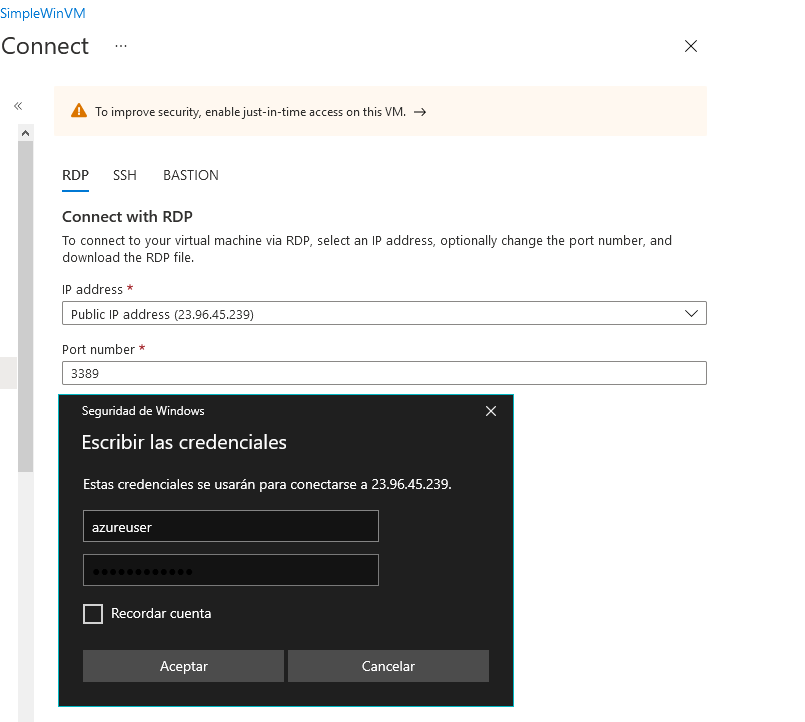 SimpleWinVM
Connect ...
To improve security, enable just-in-time access on this VM. →
RDP SSH BASTION
Connect with RDP
To connect to your virtual machine via RDP, select an IP address, optionally change the port number, and
download the RDP file.
IP address *
Public IP address (23.96.45.239)
Port number *
3389
Seguridad de Windows
Escribir las credenciales
Estas credenciales se usarán para conectarse a 23.96.45.239.
azureuser
●●●●●●●●●●●●
Recordar cuenta
Aceptar Cancelar